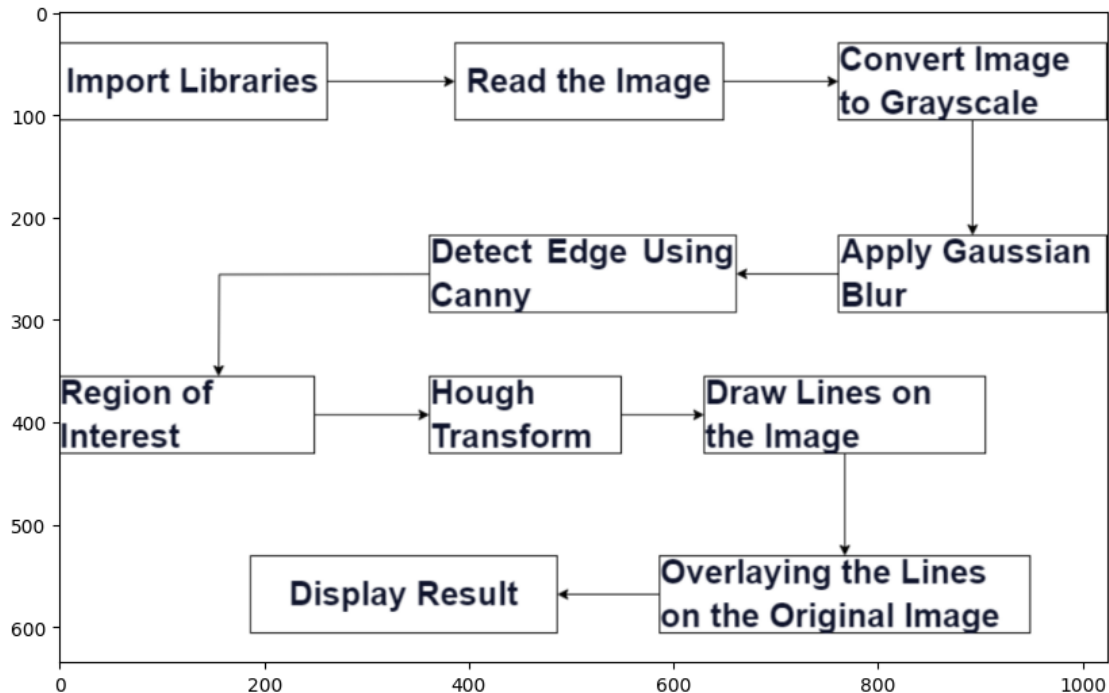 0
Import Libraries
Read the Image
Convert Image
to Grayscale
100
200
Detect Edge Using
Canny
Apply Gaussian
Blur
300
Region of
Interest
Hough
Transform
Draw Lines on
the Image
400
500
Display Result
Overlaying the Lines
on the Original Image
600
0
200
400
600
800
1000